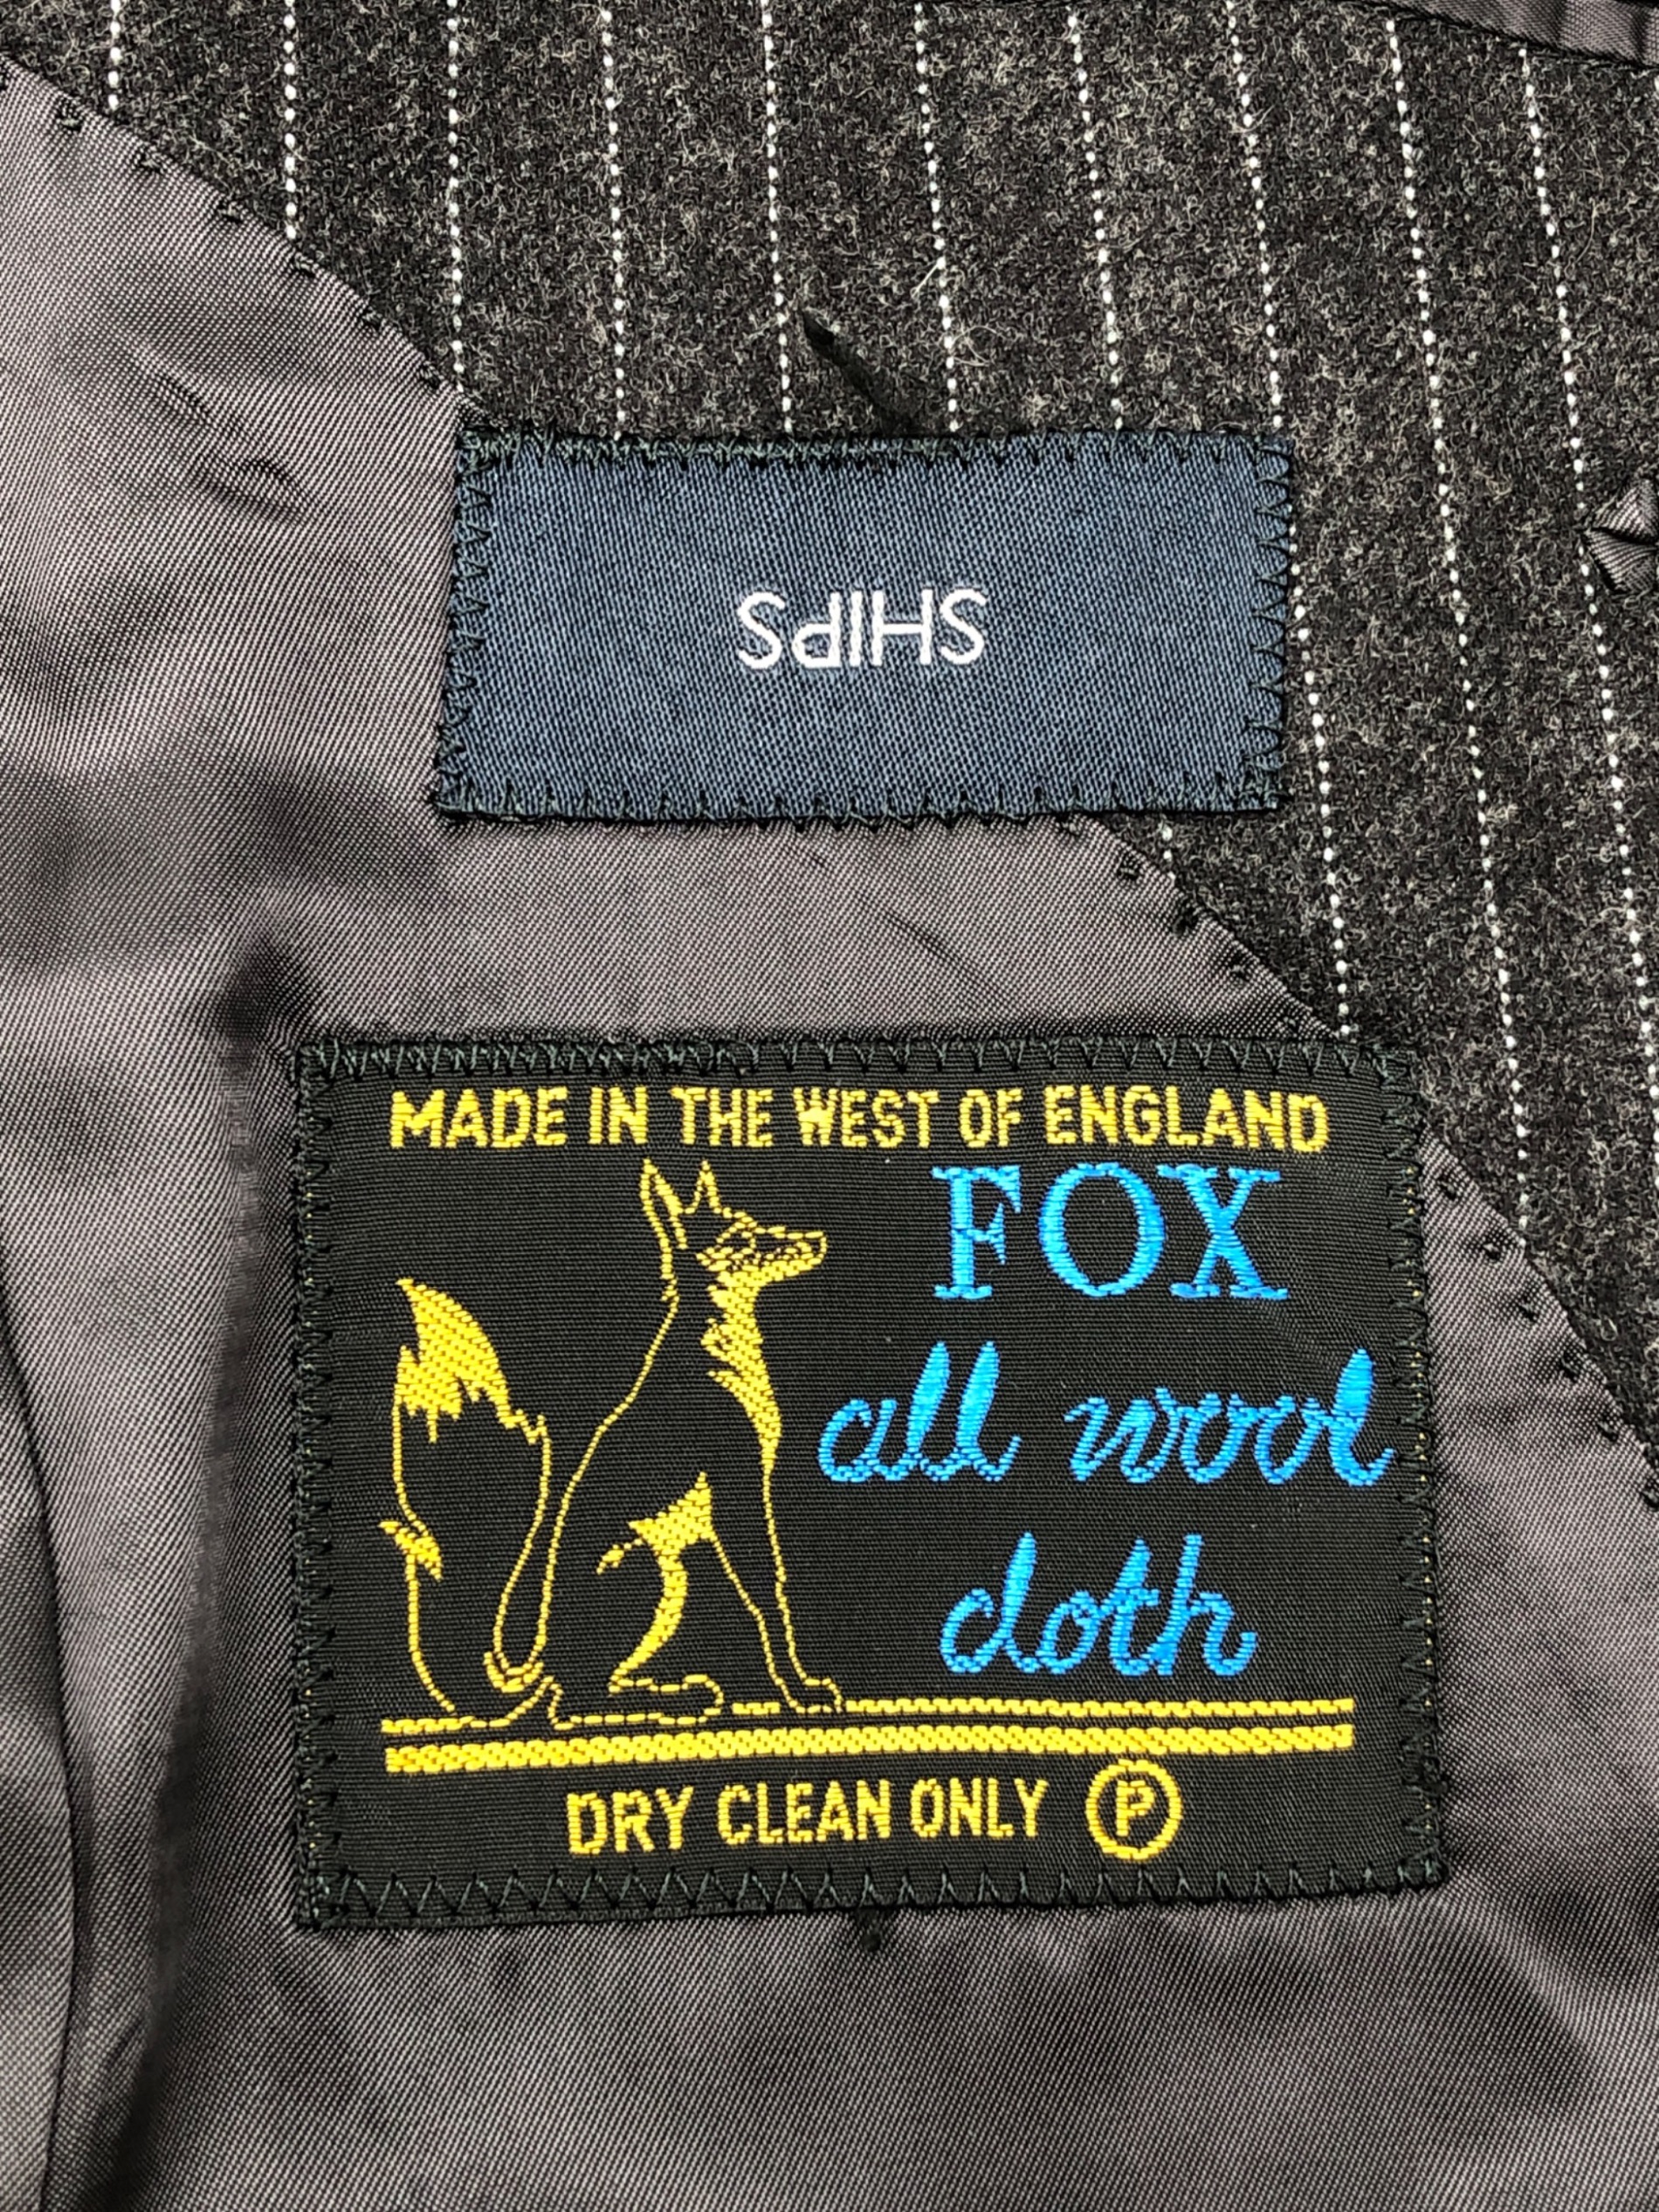 SHIPS
MADE IN THE WEST OF ENGLAND
FOX
all wool
cloth
DRY CLEAN ONLY P